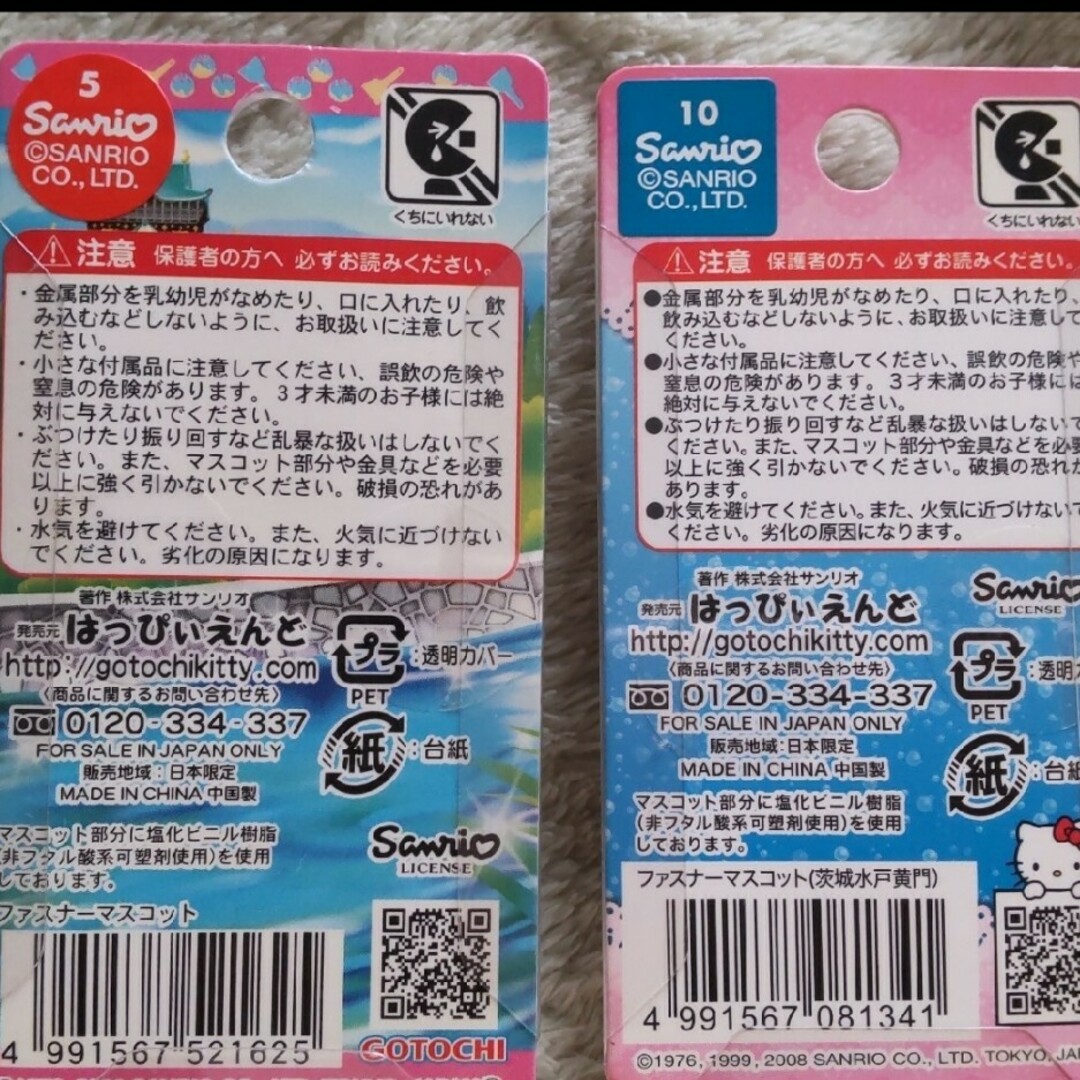 5
Sanrio
©SANRIO
CO., LTD.
くちにいれない
注意 保護者の方へ 必ずお読みください。
・金属部分を乳幼児がなめたり、口に入れたり、飲
み込むなどしないように、お取扱いに注意してく
ださい。
・小さな付属品に注意してください、誤飲の危険や
窒息の危険があります。３才未満のお子様には絶
対に与えないでください。
・ぶつけたり振り回すなど乱暴な扱いはしないでく
ださい。また、マスコット部分や金具などを必要
以上に強く引かないでください。破損の恐れがあ
ります。
・水気を避けてください。また、火気に近づけない
でください。劣化の原因になります。
著作 株式会社サンリオ
発売元 はっぴぃえんど
http://gotochikitty.com
〈商品に関するお問い合わせ先〉
0120-334-337
FOR SALE IN JAPAN ONLY
販売地域：日本限定
MADE IN CHINA 中国製
プラ
：透明カバー
PET
紙
：台紙
マスコット部分に塩化ビニル樹脂
(非フタル酸系可塑剤使用)を使用
しております。
Sanrio
LICENSE
ファスナーマスコット
4 991567 521625
GOTOCHI
10
Sanrio
©SANRIO
CO., LTD.
くちにいれない
注意 保護者の方へ 必ずお読みください。
●金属部分を乳幼児がなめたり、口に入れたり、
飲み込むなどしないように、お取扱いに注意して
ください。
●小さな付属品に注意してください、誤飲の危険や
窒息の危険があります。３才未満のお子様には
絶対に与えないでください。
●ぶつけたり振り回すなど乱暴な扱いはしないで
ください。また、マスコット部分や金具などを必要
以上に強く引かないでください。破損の恐れが
あります。
●水気を避けてください。また、火気に近づけないで
ください。劣化の原因になります。
著作 株式会社サンリオ
発売元 はっぴぃえんど
http://gotochikitty.com
〈商品に関するお問い合わせ先〉
0120-334-337
FOR SALE IN JAPAN ONLY
販売地域：日本限定
MADE IN CHINA 中国製
Sanrio
LICENSE
プラ
：透明
PET
紙
：台紙
マスコット部分に塩化ビニル樹脂
(非フタル酸系可塑剤使用)を使用
しております。
ファスナーマスコット(茨城水戸黄門)
4 991567 081341
©1976, 1999, 2008 SANRIO CO., LTD. TOKYO, JA